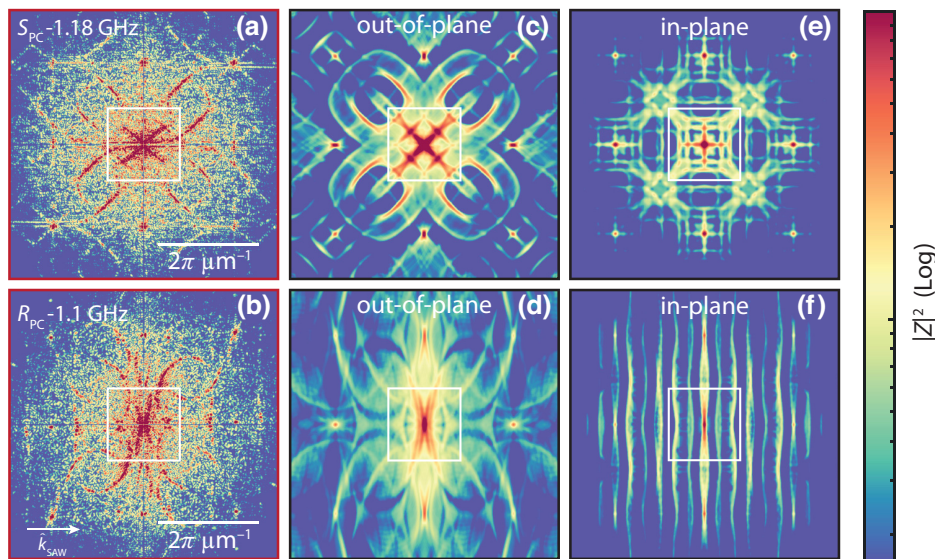 S_PC-1.18 GHz (a)
out-of-plane (c)
in-plane (e)
2π μm⁻¹
R_PC-1.1 GHz (b)
out-of-plane (d)
in-plane (f)
k_SAW
2π μm⁻¹
|Z|² (Log)